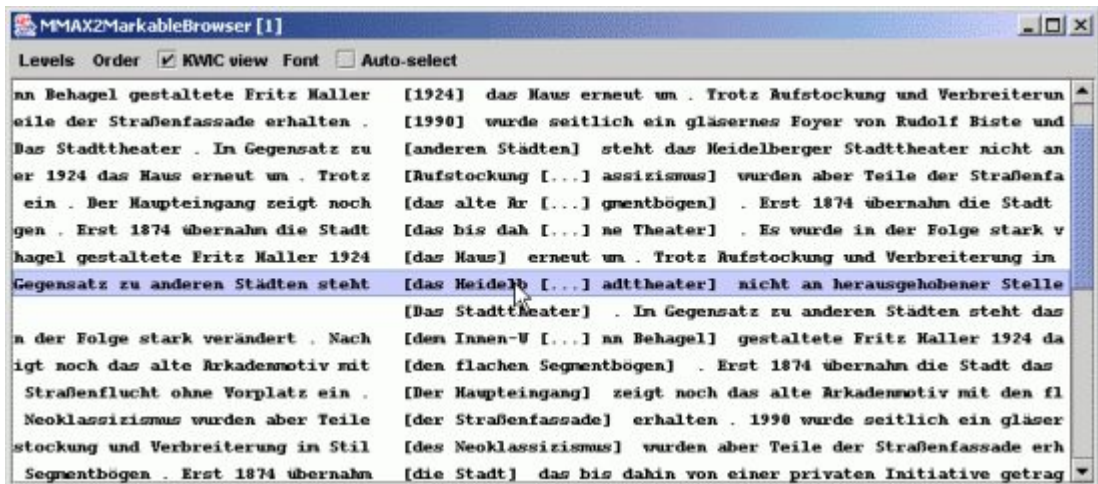 MMAX2MarkableBrowser [1]
Levels Order KWIC view Font Auto-select
nn Behagel gestaltete Fritz Haller [1924] das Haus erneut um . Trotz Aufstockung und Verbreiterun
eile der Straßenfassade erhalten . [1990] wurde seitlich ein gläsernes Foyer von Rudolf Biste und
Das Stadttheater . Im Gegensatz zu [anderen Städten] steht das Heidelberger Stadttheater nicht an
er 1924 das Haus erneut um . Trotz [Aufstockung [...] assizismus] wurden aber Teile der Straßenfa
ein . Der Haupteingang zeigt noch [das alte Ar [...] gmentbögen] . Erst 1874 übernahm die Stadt
gen . Erst 1874 übernahm die Stadt [das bis dah [...] ne Theater] . Es wurde in der Folge stark v
hagel gestaltete Fritz Haller 1924 [das Haus] erneut um . Trotz Aufstockung und Verbreiterung im
Gegensatz zu anderen Städten steht [das Heidelb [...] adttheater] nicht an herausgehobener Stelle
[Das Stadttheater] . Im Gegensatz zu anderen Städten steht das
n der Folge stark verändert . Nach [dem Innen-U [...] nn Behagel] gestaltete Fritz Haller 1924 da
igt noch das alte Arkadenmotiv mit [den flachen Segmentbögen] . Erst 1874 übernahm die Stadt das
Straßenflucht ohne Vorplatz ein . [Der Haupteingang] zeigt noch das alte Arkadenmotiv mit den fl
Neoklassizismus wurden aber Teile [der Straßenfassade] erhalten . 1990 wurde seitlich ein gläser
stockung und Verbreiterung im Stil [des Neoklassizismus] wurden aber Teile der Straßenfassade erh
Segmentbögen . Erst 1874 übernahm [die Stadt] das bis dahin von einer privaten Initiative getrag